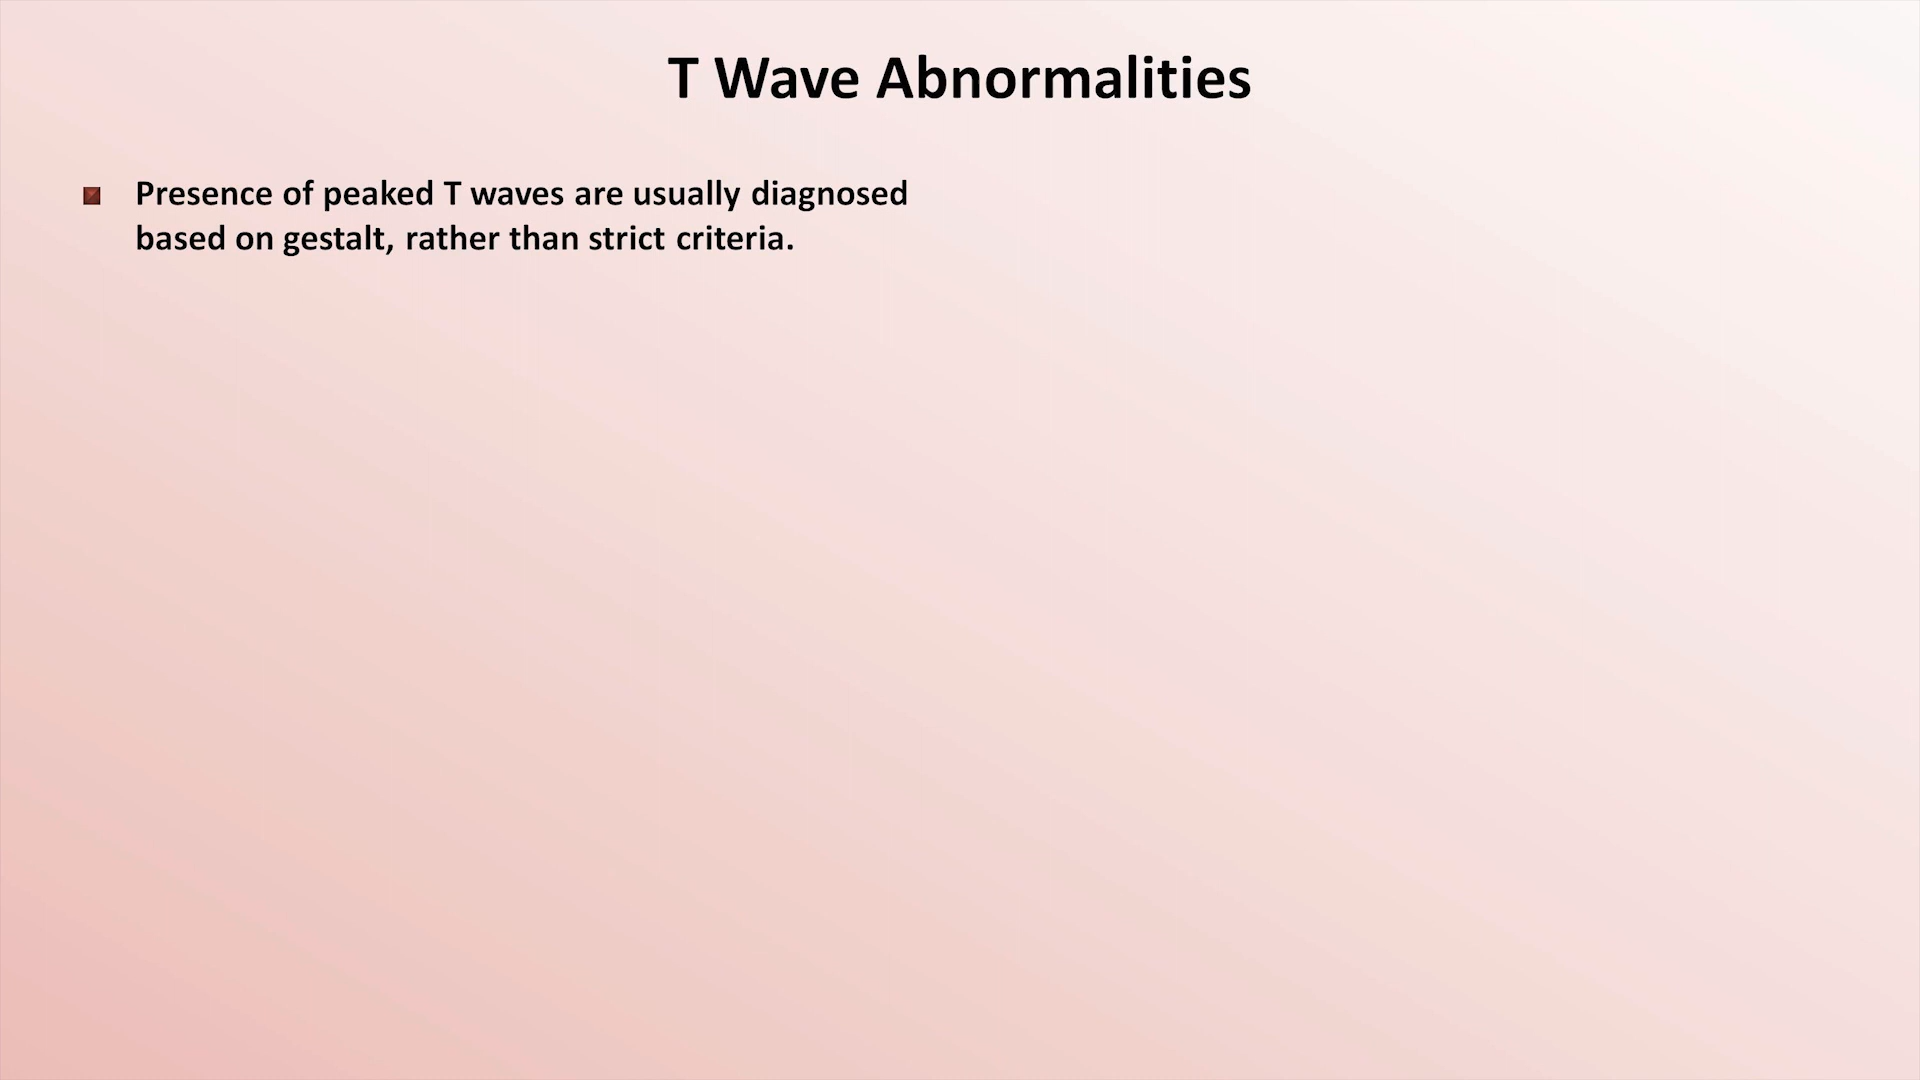 T Wave Abnormalities
Presence of peaked T waves are usually diagnosed
based on gestalt, rather than strict criteria.